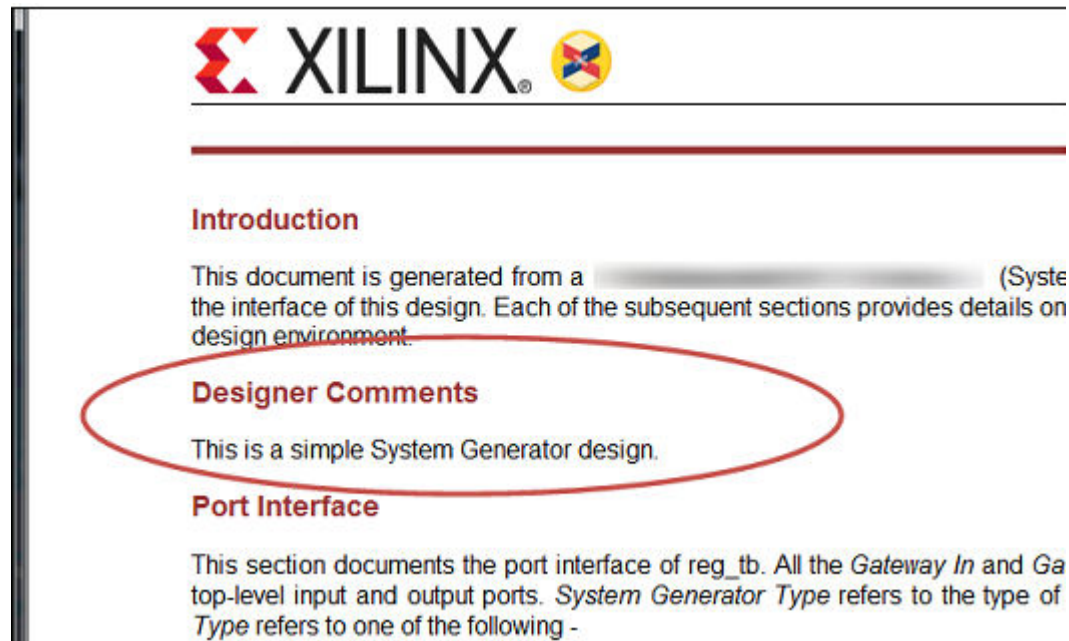 XILINX®
Introduction
This document is generated from a (Syste
the interface of this design. Each of the subsequent sections provides details on
design environment.
Designer Comments
This is a simple System Generator design.
Port Interface
This section documents the port interface of reg_tb. All the Gateway In and Ga
top-level input and output ports. System Generator Type refers to the type of
Type refers to one of the following -